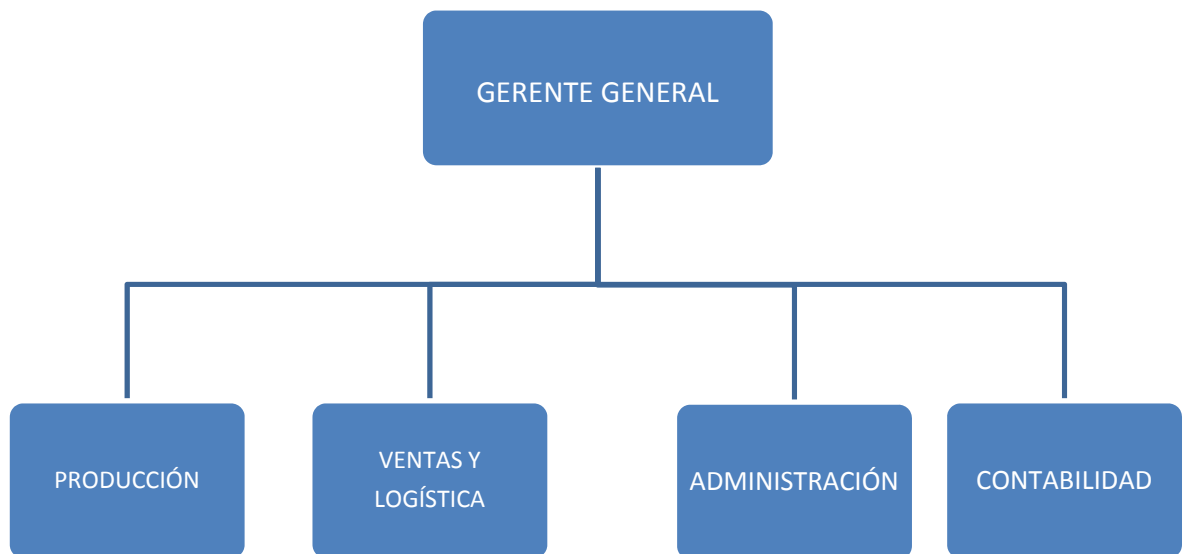 GERENTE GENERAL
PRODUCCIÓN
VENTAS Y
LOGÍSTICA
ADMINISTRACIÓN
CONTABILIDAD